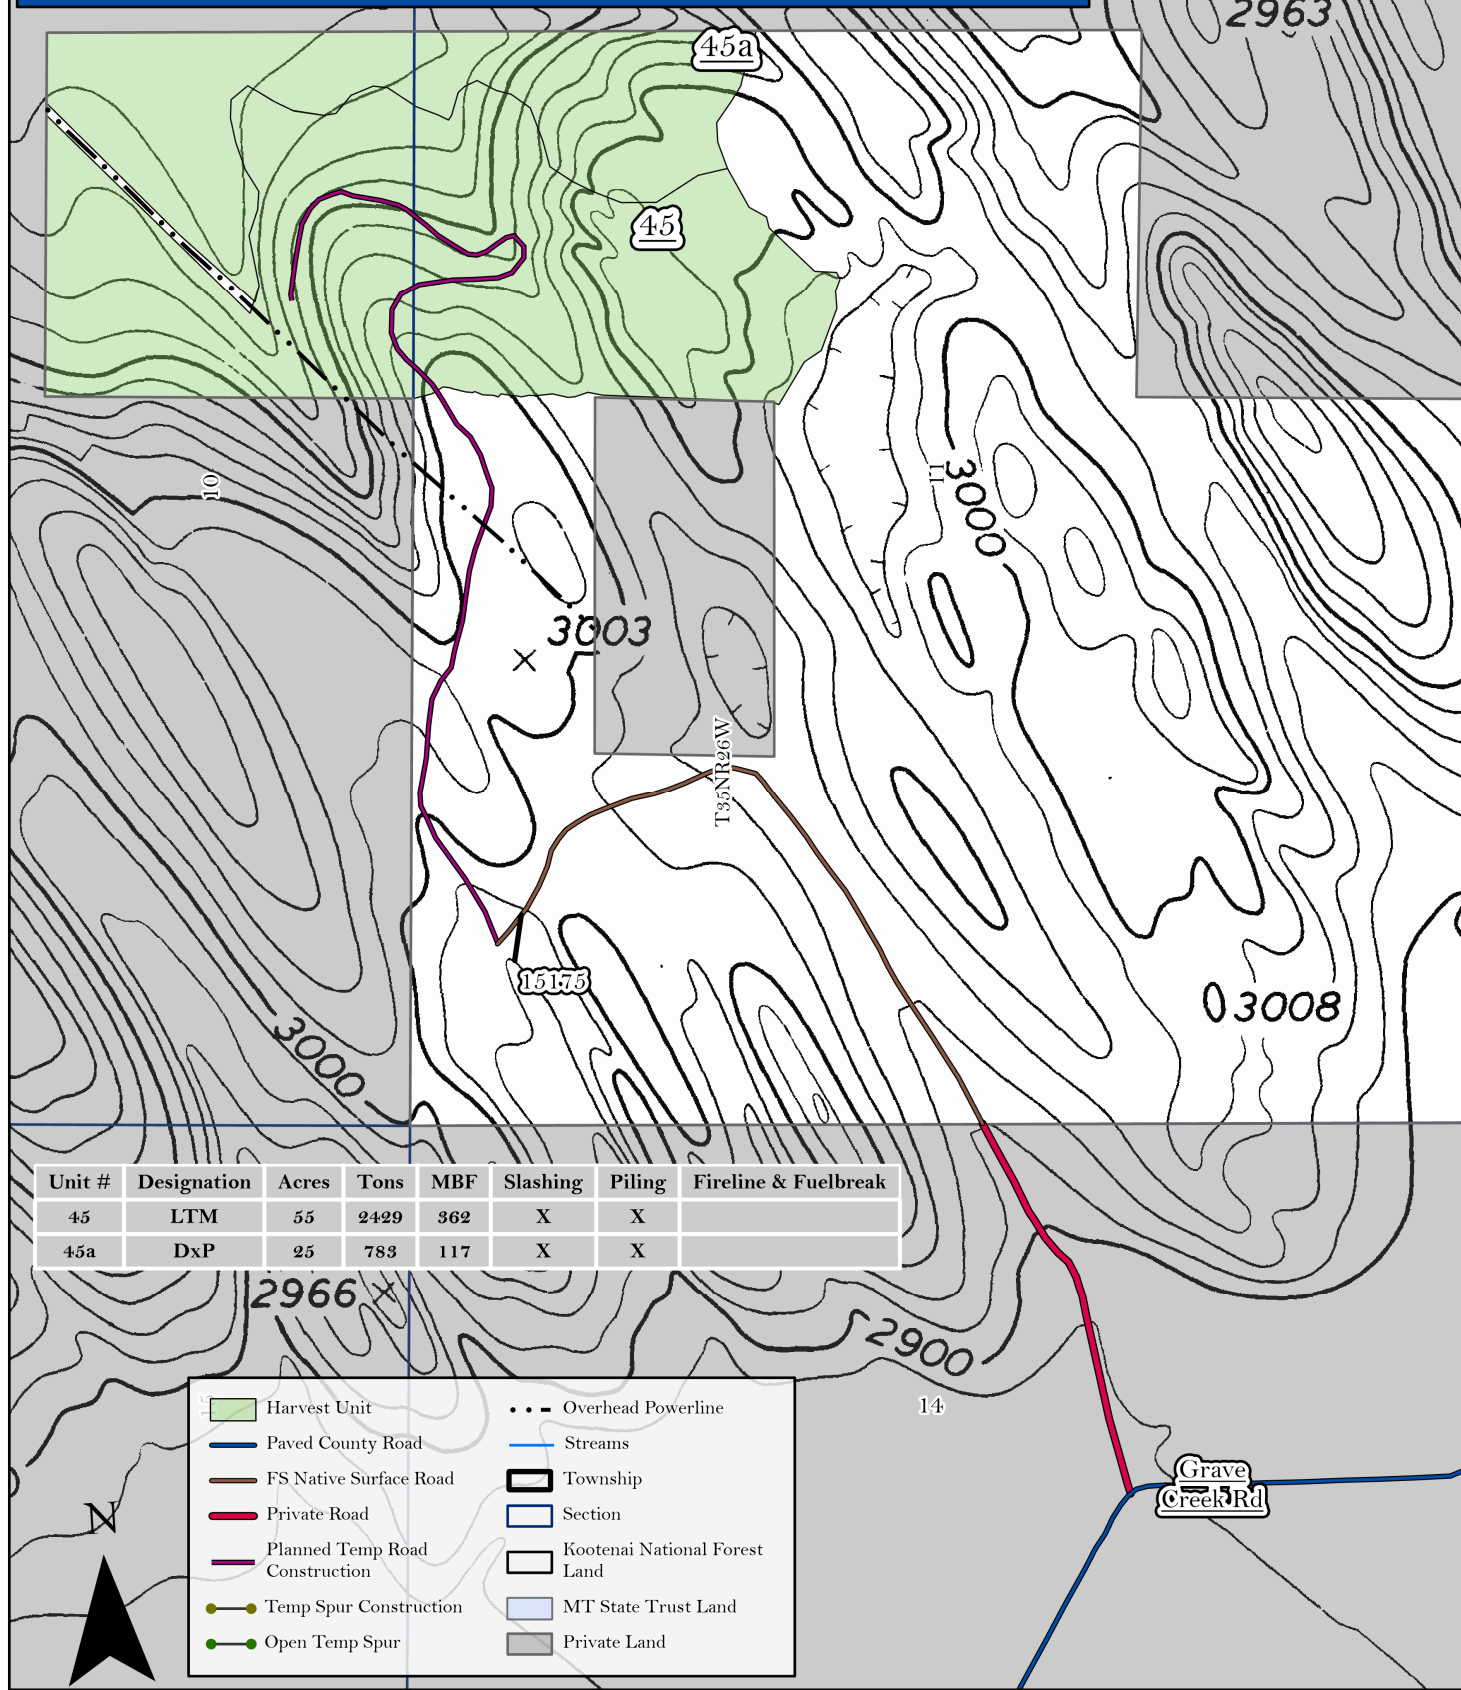 2963
45a
45
10
11
3000
3003
T35NR26W
15175
3008
3000
Unit # Designation Acres Tons MBF Slashing Piling Fireline & Fuelbreak
45 LTM 55 2429 362 X X
45a DxP 25 783 117 X X
2966
2900
14
Harvest Unit
Paved County Road
FS Native Surface Road
Private Road
Planned Temp Road
Construction
Temp Spur Construction
Open Temp Spur
Overhead Powerline
Streams
Township
Section
Kootenai National Forest
Land
MT State Trust Land
Private Land
Grave
Creek Rd
N